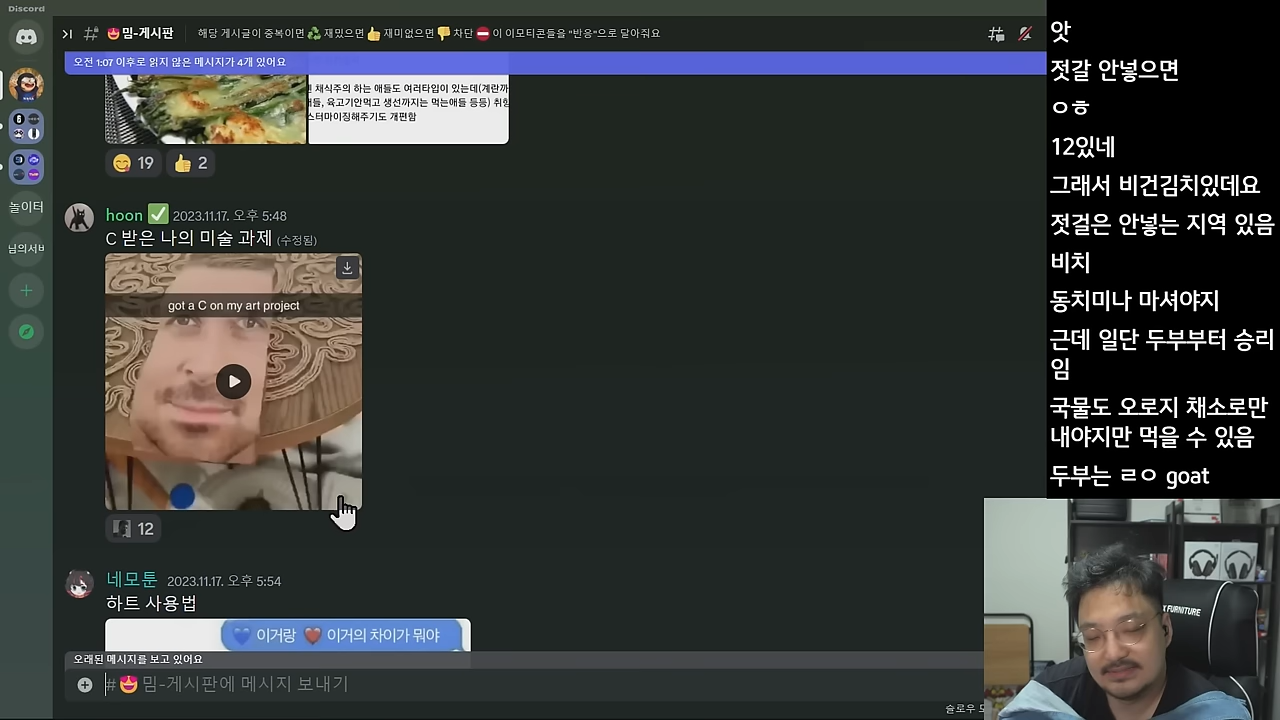 Discord
밈-게시판
해당 게시글이 중복이면 재밌으면 재미없으면 차단 이 이모티콘들을 "반응"으로 달아줘요
오전 1:07 이후로 읽지 않은 메시지가 4개 있어요
채식주의 하는 애들도 여러타입이 있는데(계란까
애들, 육고기안먹고 생선까지는 먹는애들 등등) 취향
스터마이징해주기도 개편함
19
2
hoon 2023.11.17. 오후 5:48
C 받은 나의 미술 과제 (수정됨)
got a C on my art project
12
네모툰 2023.11.17. 오후 5:54
하트 사용법
이거랑 이거의 차이가 뭐야
오래된 메시지를 보고 있어요
#밈-게시판에 메시지 보내기
슬로우
놀이터
님의서버
앗
젓갈 안넣으면
ㅇㅎ
12있네
그래서 비건김치있데요
젓걸은 안넣는 지역 있음
비치
동치미나 마셔야지
근데 일단 두부부터 승리
임
국물도 오로지 채소로만
내야지만 먹을 수 있음
두부는 ㄹㅇ goat
FURNITURE